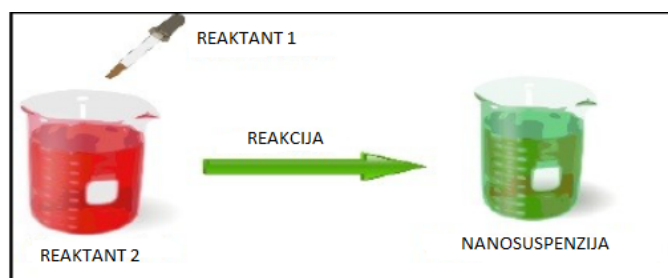 REAKTANT 1
REAKCIJA
REAKTANT 2
NANOSUSPENZIJA